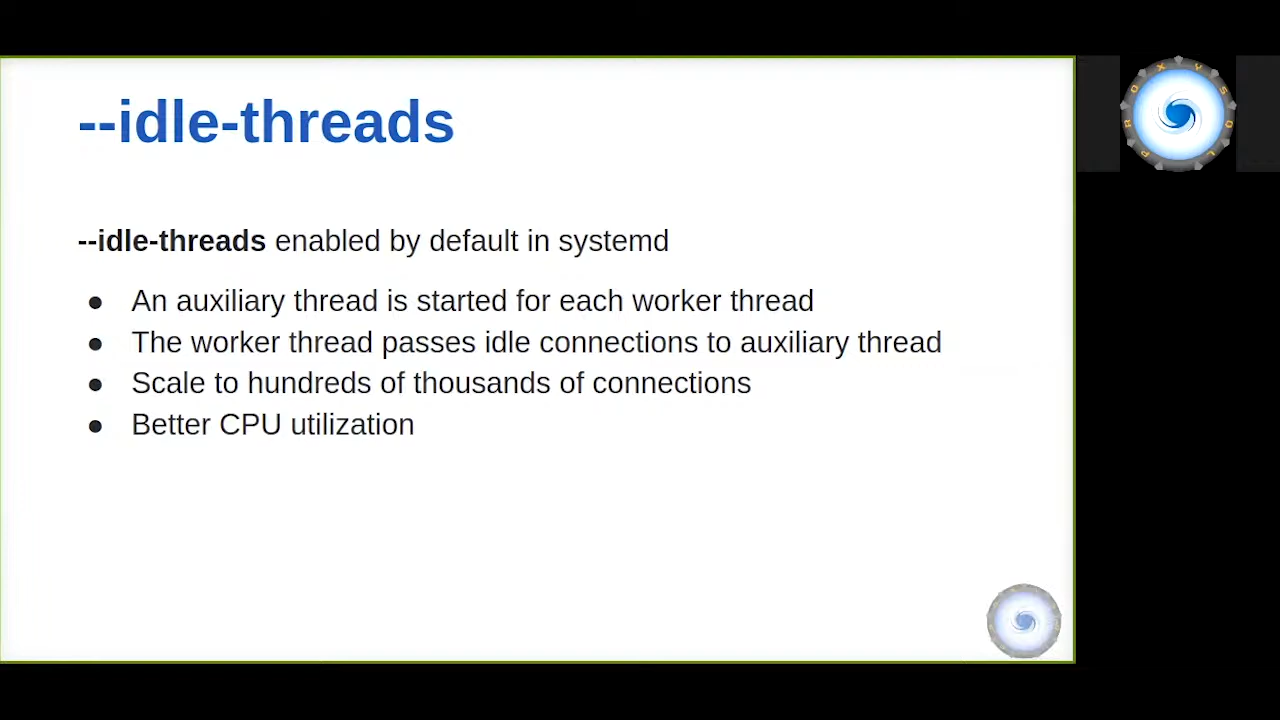 --idle-threads
--idle-threads enabled by default in systemd
● An auxiliary thread is started for each worker thread
● The worker thread passes idle connections to auxiliary thread
● Scale to hundreds of thousands of connections
● Better CPU utilization
PROXYSQL